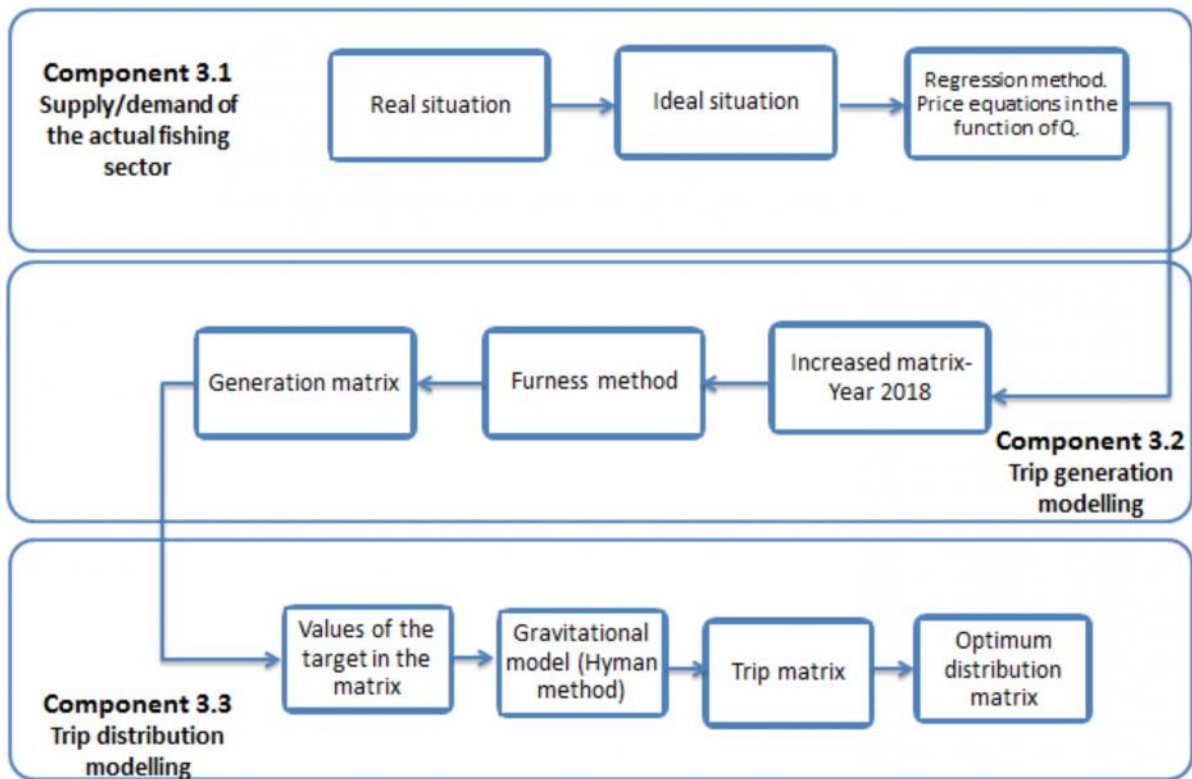 Component 3.1
Supply/demand of
the actual fishing
sector
Real situation
Ideal situation
Regression method.
Price equations in the
function of Q.
Generation matrix
Furness method
Increased matrix-
Year 2018
Component 3.2
Trip generation
modelling
Component 3.3
Trip distribution
modelling
Values of the
target in the
matrix
Gravitational
model (Hyman
method)
Trip matrix
Optimum
distribution
matrix